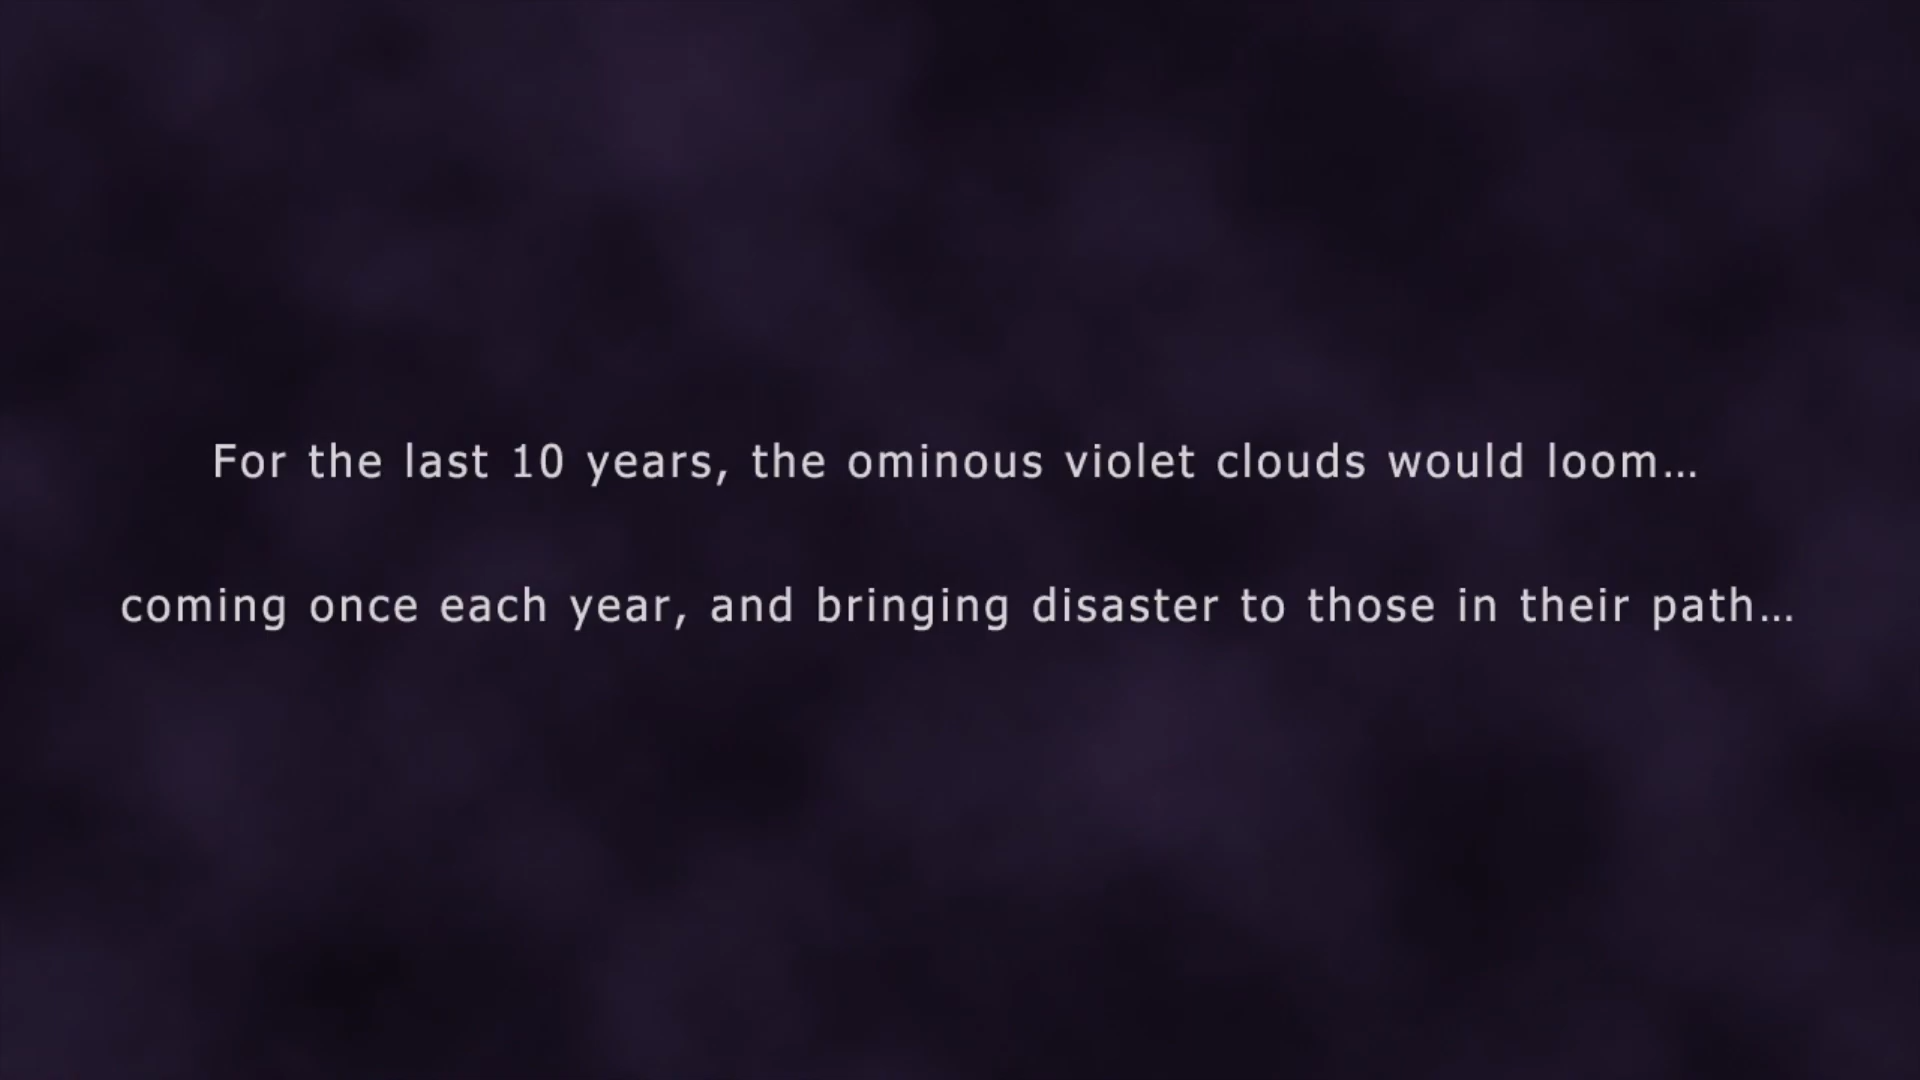 For the last 10 years, the ominous violet clouds would loom…
coming once each year, and bringing disaster to those in their path…